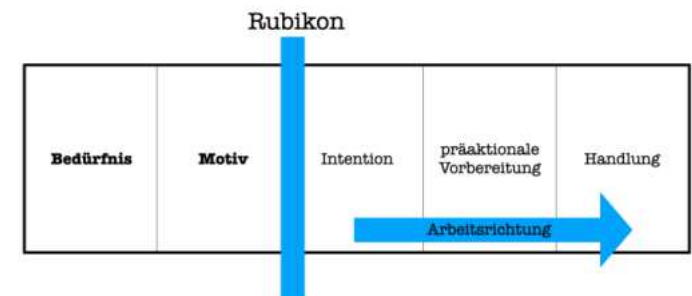 Rubikon
Bedürfnis
Motiv
Intention
präaktionale
Vorbereitung
Handlung
Arbeitsrichtung